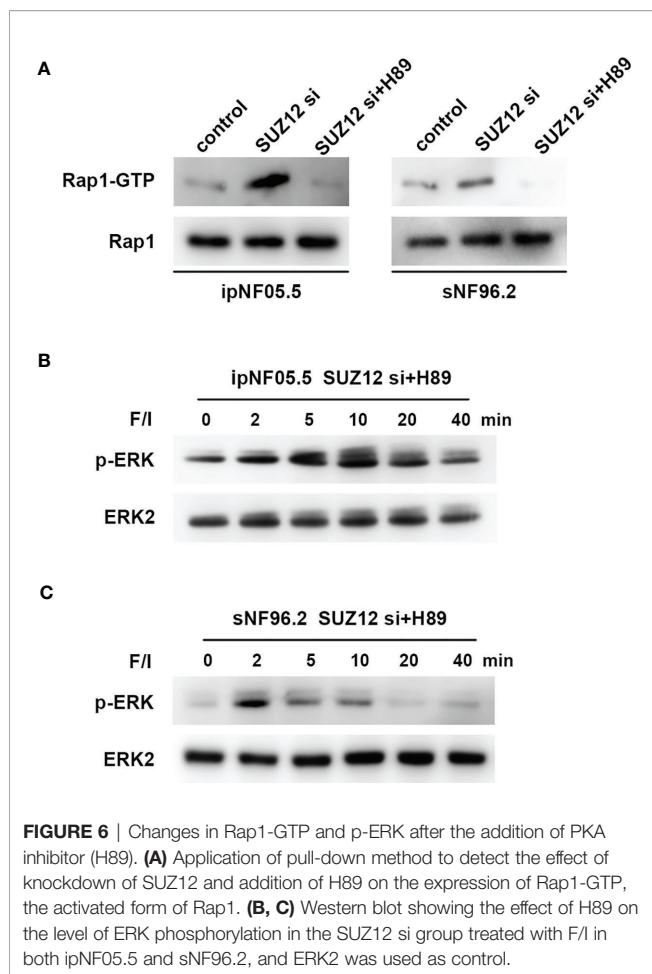 A
control SUZ12 si SUZ12 si+H89 control SUZ12 si SUZ12 si+H89
Rap1-GTP
Rap1
ipNF05.5 sNF96.2
B
ipNF05.5 SUZ12 si+H89
F/I 0 2 5 10 20 40 min
p-ERK
ERK2
C
sNF96.2 SUZ12 si+H89
F/I 0 2 5 10 20 40 min
p-ERK
ERK2
FIGURE 6 | Changes in Rap1-GTP and p-ERK after the addition of PKA
inhibitor (H89). (A) Application of pull-down method to detect the effect of
knockdown of SUZ12 and addition of H89 on the expression of Rap1-GTP,
the activated form of Rap1. (B, C) Western blot showing the effect of H89 on
the level of ERK phosphorylation in the SUZ12 si group treated with F/I in
both ipNF05.5 and sNF96.2, and ERK2 was used as control.